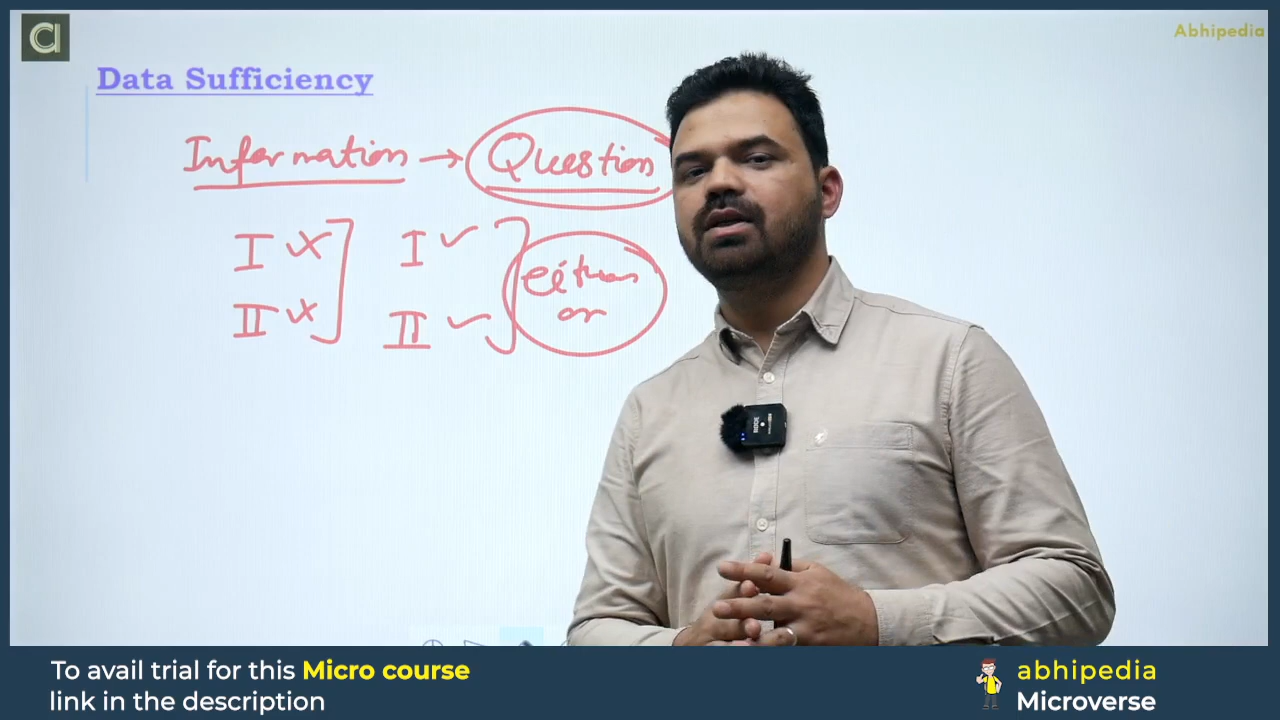 Abhipedia
Data Sufficiency
Information → Question
I ✓ X I ✓
II ✓ X II ✓
either
or
RODE
To avail trial for this Micro course
link in the description
abhipedia
Microverse